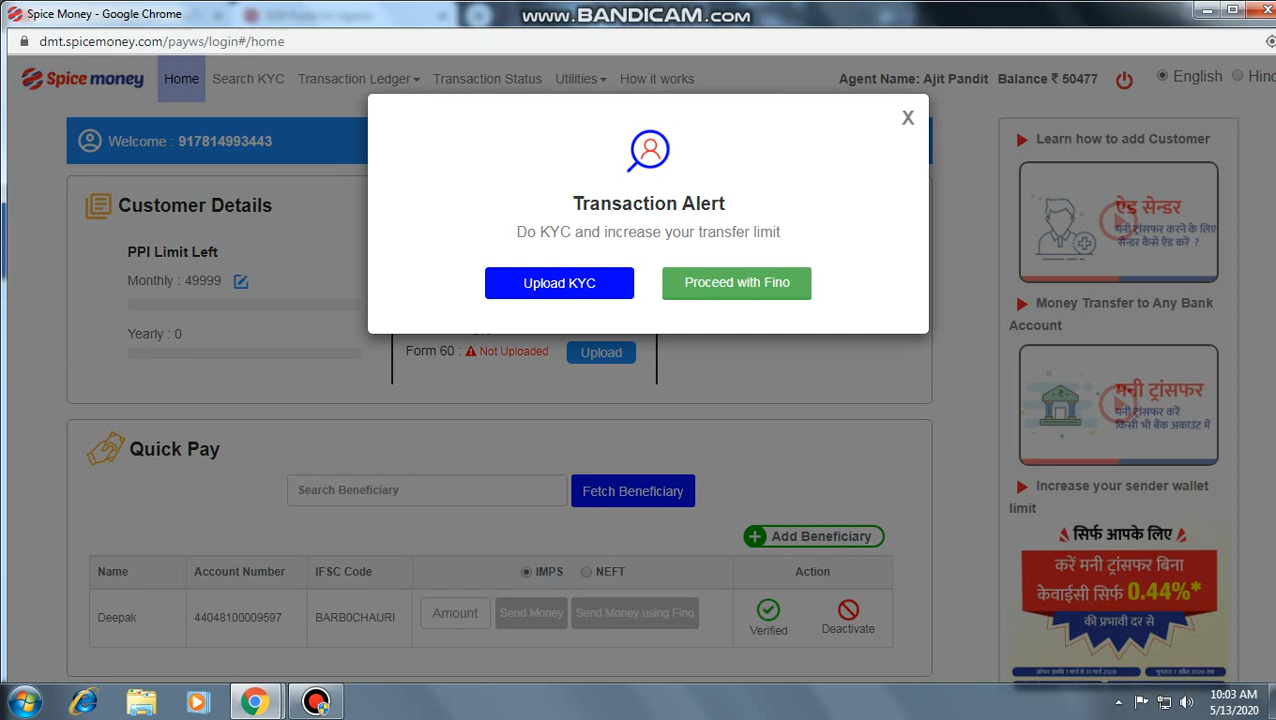 Spice Money - Google Chrome
www.BANDICAM.com
dmt.spicemoney.com/payws/login#/home
Spice money
Home
Search KYC
Transaction Ledger
Transaction Status
Utilities
How it works
Agent Name: Ajit Pandit
Balance ₹ 50477
English
Welcome : 917814993443
X
Transaction Alert
Do KYC and increase your transfer limit
Upload KYC
Proceed with Fino
Customer Details
PPI Limit Left
Monthly : 49999
Yearly : 0
Form 60 :
Not Uploaded
Upload
Quick Pay
Search Beneficiary
Fetch Beneficiary
Add Beneficiary
Name
Account Number
IFSC Code
IMPS
NEFT
Action
Deepak
44048100009597
BARB0CHAURI
Amount
Send Money
Send Money using Fino
Verified
Deactivate
Learn how to add Customer
ऐड सेन्डर
मनी ट्रांसफर करने के लिए
सेन्डर कैसे ऐड करें ?
Money Transfer to Any Bank
Account
मनी ट्रांसफर
मनी ट्रांसफर करें
किसी भी बैंक अकाउंट में
Increase your sender wallet
limit
सिर्फ आपके लिए
करें मनी ट्रांसफर बिना
केवाईसी सिर्फ 0.44%*
की प्रभावी दर से
10:03 AM
5/13/2020